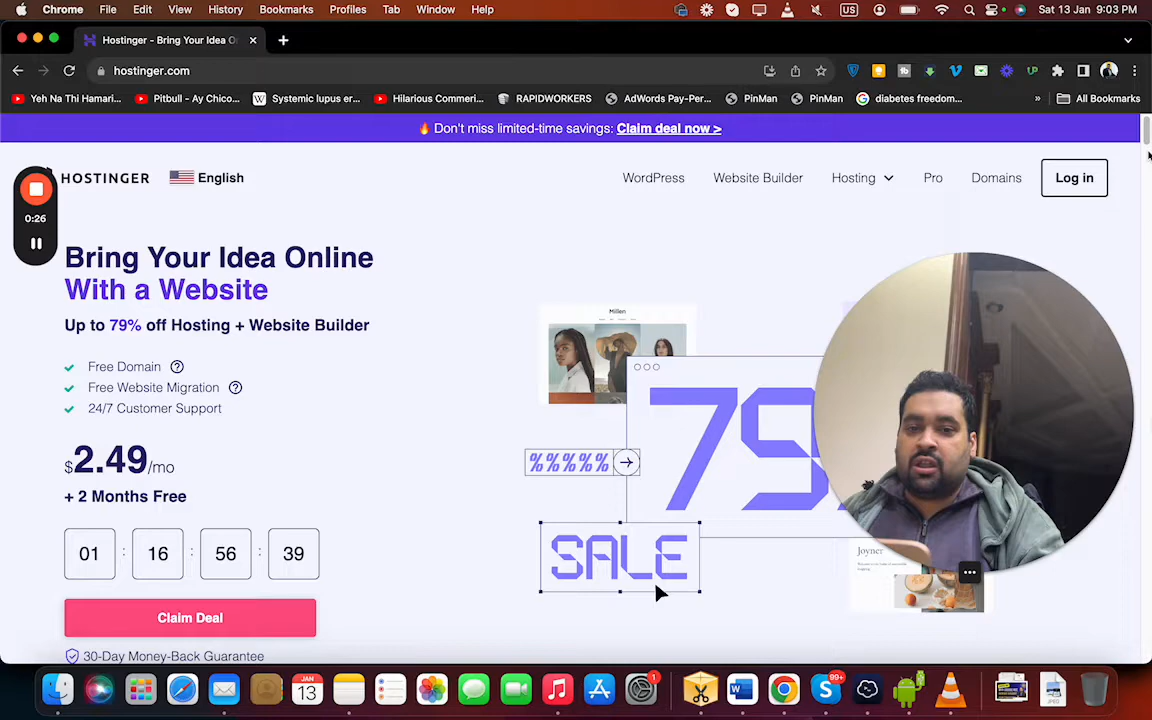 Chrome File Edit View History Bookmarks Profiles Tab Window Help US Sat 13 Jan 9:03 PM
Hostinger - Bring Your Idea O
hostinger.com
Yeh Na Thi Hamari... Pitbull - Ay Chico... Systemic lupus er... Hilarious Commeri... RAPIDWORKERS AdWords Pay-Per... PinMan PinMan diabetes freedom... » All Bookmarks
🔥 Don't miss limited-time savings: Claim deal now >
HOSTINGER English WordPress Website Builder Hosting Pro Domains Log in
0:26
Bring Your Idea Online
With a Website
Up to 79% off Hosting + Website Builder
Free Domain
Free Website Migration
24/7 Customer Support
$2.49/mo
+ 2 Months Free
01 : 16 : 56 : 39
Claim Deal
30-Day Money-Back Guarantee
Millen
79
%%%%%
SALE
Joyner
JAN
13
1
99+